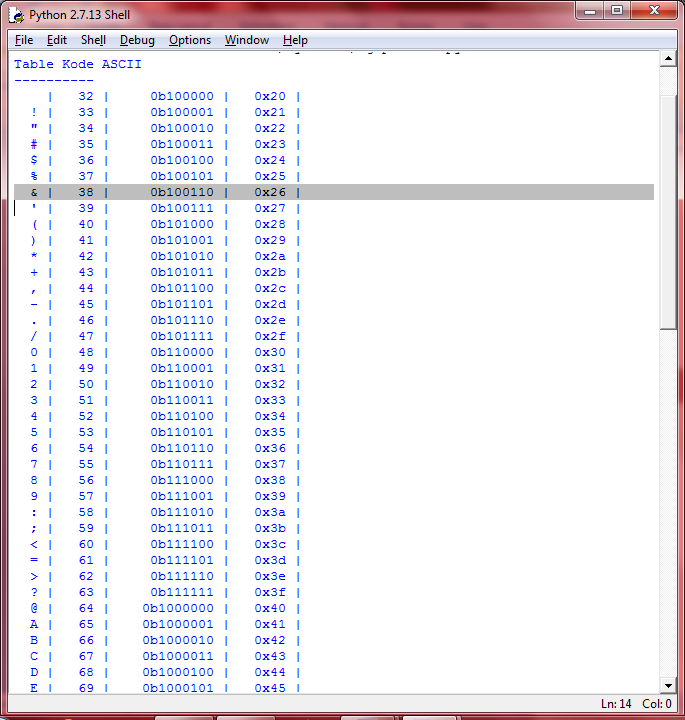 Python 2.7.13 Shell
File Edit Shell Debug Options Window Help
Table Kode ASCII
----------
| 32 | 0b100000 | 0x20 |
! | 33 | 0b100001 | 0x21 |
" | 34 | 0b100010 | 0x22 |
# | 35 | 0b100011 | 0x23 |
$ | 36 | 0b100100 | 0x24 |
% | 37 | 0b100101 | 0x25 |
& | 38 | 0b100110 | 0x26 |
' | 39 | 0b100111 | 0x27 |
( | 40 | 0b101000 | 0x28 |
) | 41 | 0b101001 | 0x29 |
* | 42 | 0b101010 | 0x2a |
+ | 43 | 0b101011 | 0x2b |
, | 44 | 0b101100 | 0x2c |
- | 45 | 0b101101 | 0x2d |
. | 46 | 0b101110 | 0x2e |
/ | 47 | 0b101111 | 0x2f |
0 | 48 | 0b110000 | 0x30 |
1 | 49 | 0b110001 | 0x31 |
2 | 50 | 0b110010 | 0x32 |
3 | 51 | 0b110011 | 0x33 |
4 | 52 | 0b110100 | 0x34 |
5 | 53 | 0b110101 | 0x35 |
6 | 54 | 0b110110 | 0x36 |
7 | 55 | 0b110111 | 0x37 |
8 | 56 | 0b111000 | 0x38 |
9 | 57 | 0b111001 | 0x39 |
: | 58 | 0b111010 | 0x3a |
; | 59 | 0b111011 | 0x3b |
< | 60 | 0b111100 | 0x3c |
= | 61 | 0b111101 | 0x3d |
> | 62 | 0b111110 | 0x3e |
? | 63 | 0b111111 | 0x3f |
@ | 64 | 0b1000000 | 0x40 |
A | 65 | 0b1000001 | 0x41 |
B | 66 | 0b1000010 | 0x42 |
C | 67 | 0b1000011 | 0x43 |
D | 68 | 0b1000100 | 0x44 |
E | 69 | 0b1000101 | 0x45 |
Ln: 14 Col: 0